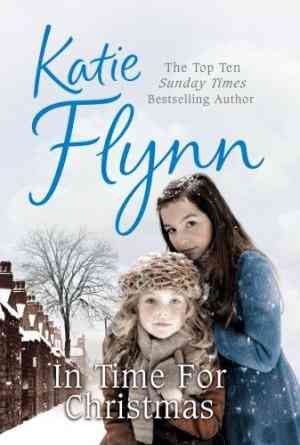 Katie
Flynn
The Top Ten
Sunday Times
Bestselling Author
In Time For
Christmas